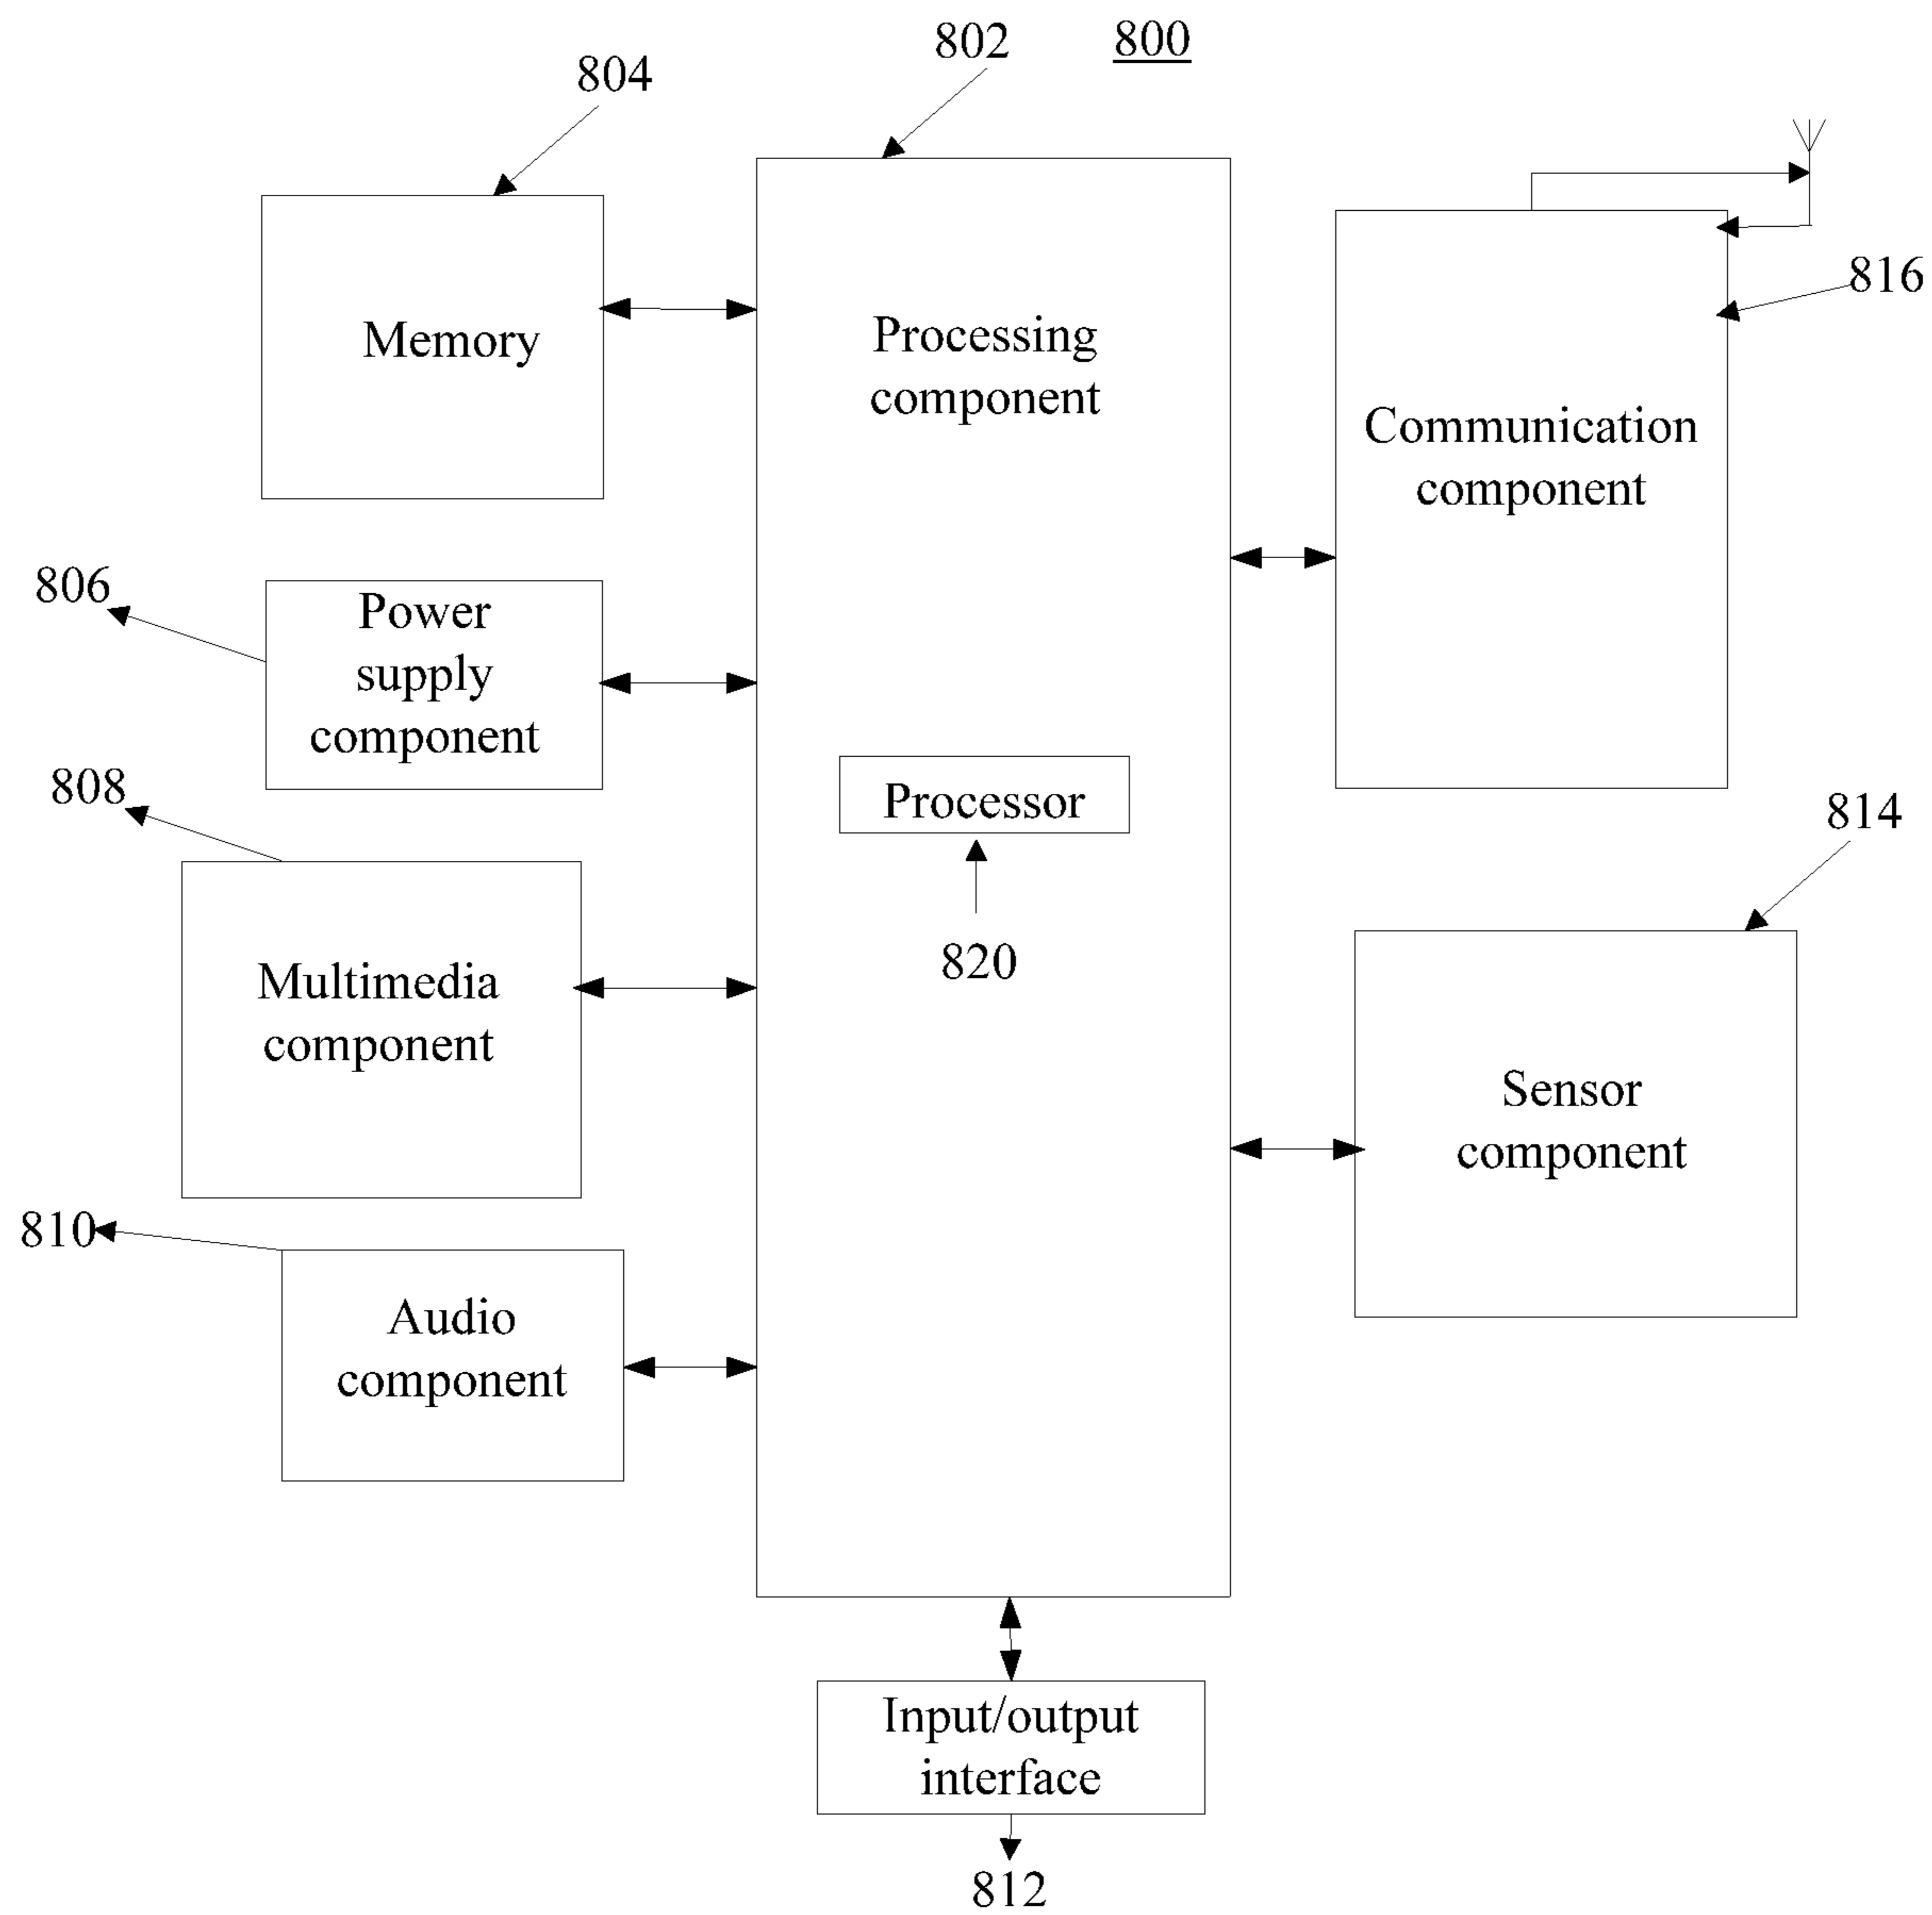 802
800
804
Memory
Processing
component
816
Communication
component
806
Power
supply
component
808
Processor
814
820
Multimedia
component
Sensor
component
810
Audio
component
Input/output
interface
812